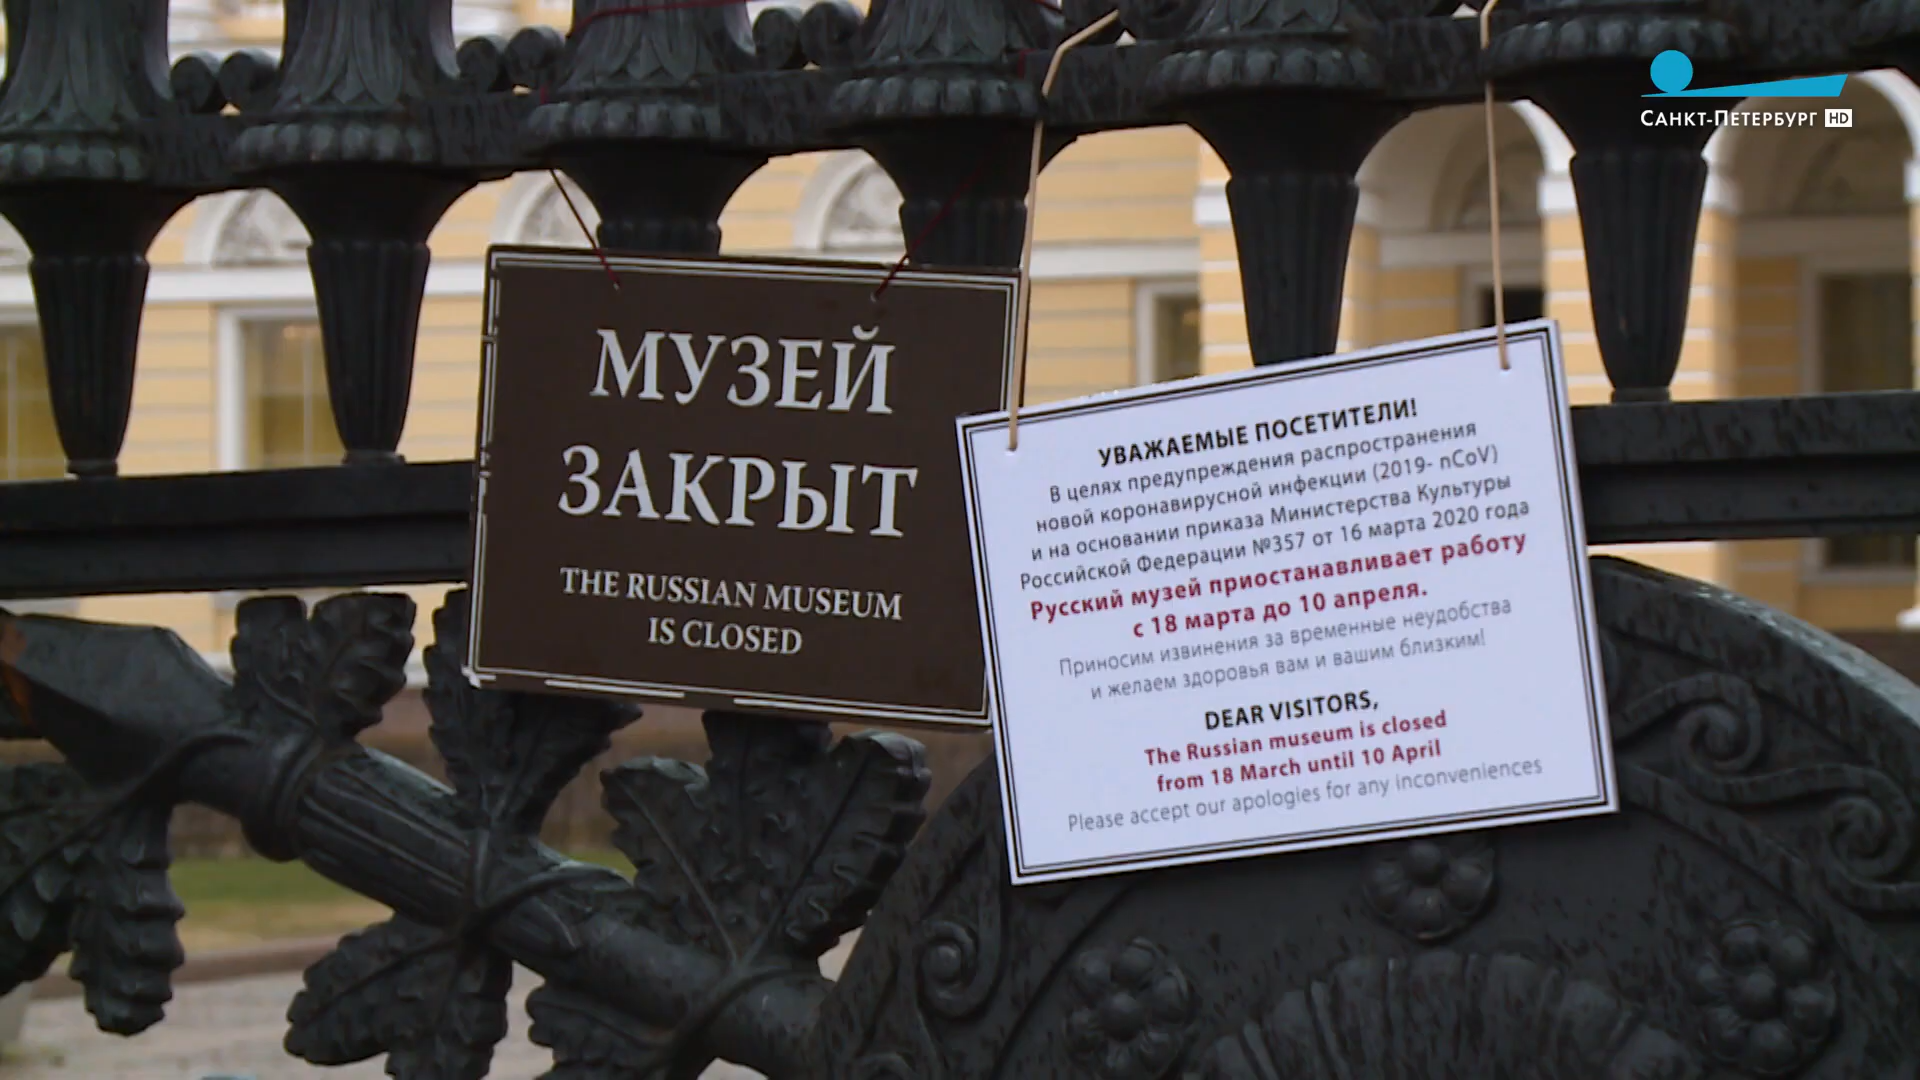 САНКТ-ПЕТЕРБУРГ HD
МУЗЕЙ
ЗАКРЫТ
THE RUSSIAN MUSEUM
IS CLOSED
УВАЖАЕМЫЕ ПОСЕТИТЕЛИ!
В целях предупреждения распространения
новой коронавирусной инфекции (2019- nCoV)
и на основании приказа Министерства Культуры
Российской Федерации №357 от 16 марта 2020 года
Русский музей приостанавливает работу
с 18 марта до 10 апреля.
Приносим извинения за временные неудобства
и желаем здоровья вам и вашим близким!
DEAR VISITORS,
The Russian museum is closed
from 18 March until 10 April
Please accept our apologies for any inconveniences